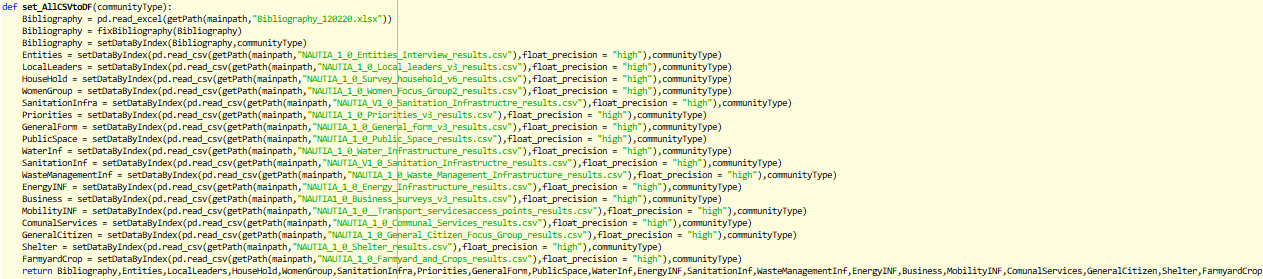 def set_AllCSVtoDF(communityType):
Bibliography = pd.read_excel(getPath(mainpath,"Bibliography_120220.xlsx"))
Bibliography = fixBibliography(Bibliography)
Bibliography = setDataByIndex(Bibliography,communityType)
Entities = setDataByIndex(pd.read_csv(getPath(mainpath,"NAUTIA_1_0_Entities_Interview_results.csv"),float_precision = "high"),communityType)
LocalLeaders = setDataByIndex(pd.read_csv(getPath(mainpath,"NAUTIA_1_0_Local_leaders_v3_results.csv"),float_precision = "high"),communityType)
HouseHold = setDataByIndex(pd.read_csv(getPath(mainpath,"NAUTIA_1_0_Survey_household_v6_results.csv"),float_precision = "high"),communityType)
WomenGroup = setDataByIndex(pd.read_csv(getPath(mainpath,"NAUTIA_1_0_Women_Focus_Group2_results.csv"),float_precision = "high"),communityType)
SanitationInfra = setDataByIndex(pd.read_csv(getPath(mainpath,"NAUTIA_V1_0_Sanitation_Infrastructre_results.csv"),float_precision = "high"),communityType)
Priorities = setDataByIndex(pd.read_csv(getPath(mainpath,"NAUTIA_1_0_Priorities_v3_results.csv"),float_precision = "high"),communityType)
GeneralForm = setDataByIndex(pd.read_csv(getPath(mainpath,"NAUTIA_1_0_General_form_v3_results.csv"),float_precision = "high"),communityType)
PublicSpace = setDataByIndex(pd.read_csv(getPath(mainpath,"NAUTIA_1_0_Public_Space_results.csv"),float_precision = "high"),communityType)
WaterInf = setDataByIndex(pd.read_csv(getPath(mainpath,"NAUTIA_1_0_Water_Infrastructure_results.csv"),float_precision = "high"),communityType)
SanitationInf = setDataByIndex(pd.read_csv(getPath(mainpath,"NAUTIA_V1_0_Sanitation_Infrastructre_results.csv"),float_precision = "high"),communityType)
WasteManagementInf = setDataByIndex(pd.read_csv(getPath(mainpath,"NAUTIA_1_0_Waste_Management_Infrastructure_results.csv"),float_precision = "high"),communityType)
EnergyINF = setDataByIndex(pd.read_csv(getPath(mainpath,"NAUTIA_1_0_Energy_Infrastructure_results.csv"),float_precision = "high"),communityType)
Business = setDataByIndex(pd.read_csv(getPath(mainpath,"NAUTIA1_0_Business_surveys_v3_results.csv"),float_precision = "high"),communityType)
MobilityINF = setDataByIndex(pd.read_csv(getPath(mainpath,"NAUTIA_1_0__Transport_servicesaccess_points_results.csv"),float_precision = "high"),communityType)
ComunalServices = setDataByIndex(pd.read_csv(getPath(mainpath,"NAUTIA_1_0_Comunal_Services_results.csv"),float_precision = "high"),communityType)
GeneralCitizen = setDataByIndex(pd.read_csv(getPath(mainpath,"NAUTIA_1_0_General_Citizen_Focus_Group_results.csv"),float_precision = "high"),communityType)
Shelter = setDataByIndex(pd.read_csv(getPath(mainpath,"NAUTIA_1_0_Shelter_results.csv"),float_precision = "high"),communityType)
FarmyardCrop = setDataByIndex(pd.read_csv(getPath(mainpath,"NAUTIA_1_0_Farmyard_and_Crops_results.csv"),float_precision = "high"),communityType)
return Bibliography,Entities,LocalLeaders,HouseHold,WomenGroup,SanitationInfra,Priorities,GeneralForm,PublicSpace,WaterInf,EnergyINF,SanitationInf,WasteManagementInf,EnergyINF,Business,MobilityINF,ComunalServices,GeneralCitizen,Shelter,FarmyardCrop